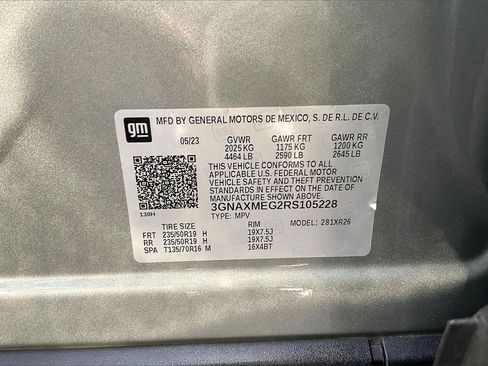 gm
MFD BY GENERAL MOTORS DE MEXICO, S. DE R.L. DE C.V.
05/23 GVWR GAWR FRT GAWR RR
2025 KG 1175 KG 1200 KG
4464 LB 2590 LB 2645 LB
THIS VEHICLE CONFORMS TO ALL
APPLICABLE U.S. FEDERAL MOTOR
VEHICLE SAFETY AND THEFT PREVENTION
STANDARDS IN EFFECT ON THE DATE OF
MANUFACTURE SHOWN ABOVE.
3GNAXMEG2RS105228
130H TYPE: MPV MODEL: 281XR26
TIRE SIZE RIM
FRT 235/50R19 H 19X7.5J
RR 235/50R19 H 19X7.5J
SPA T135/70R16 M 16X4BT